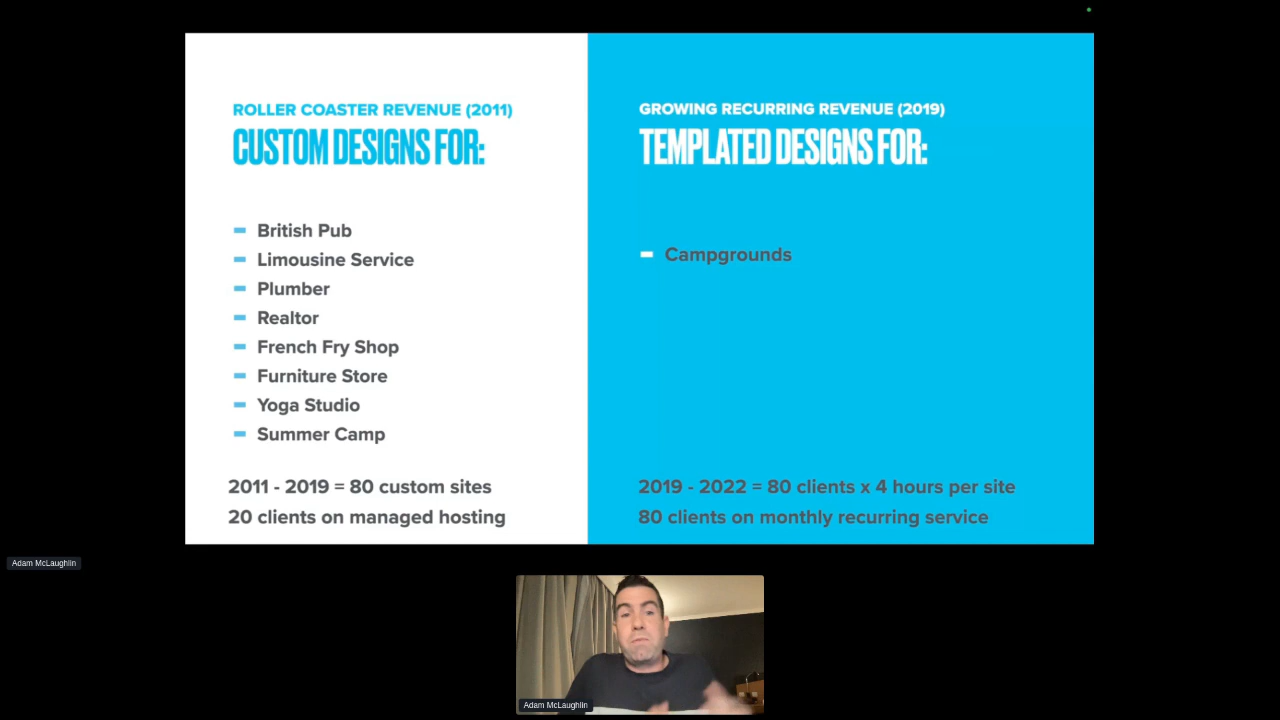 ROLLER COASTER REVENUE (2011)
CUSTOM DESIGNS FOR:
British Pub
Limousine Service
Plumber
Realtor
French Fry Shop
Furniture Store
Yoga Studio
Summer Camp
2011 - 2019 = 80 custom sites
20 clients on managed hosting
GROWING RECURRING REVENUE (2019)
TEMPLATED DESIGNS FOR:
Campgrounds
2019 - 2022 = 80 clients x 4 hours per site
80 clients on monthly recurring service
Adam McLaughlin
Adam McLaughlin